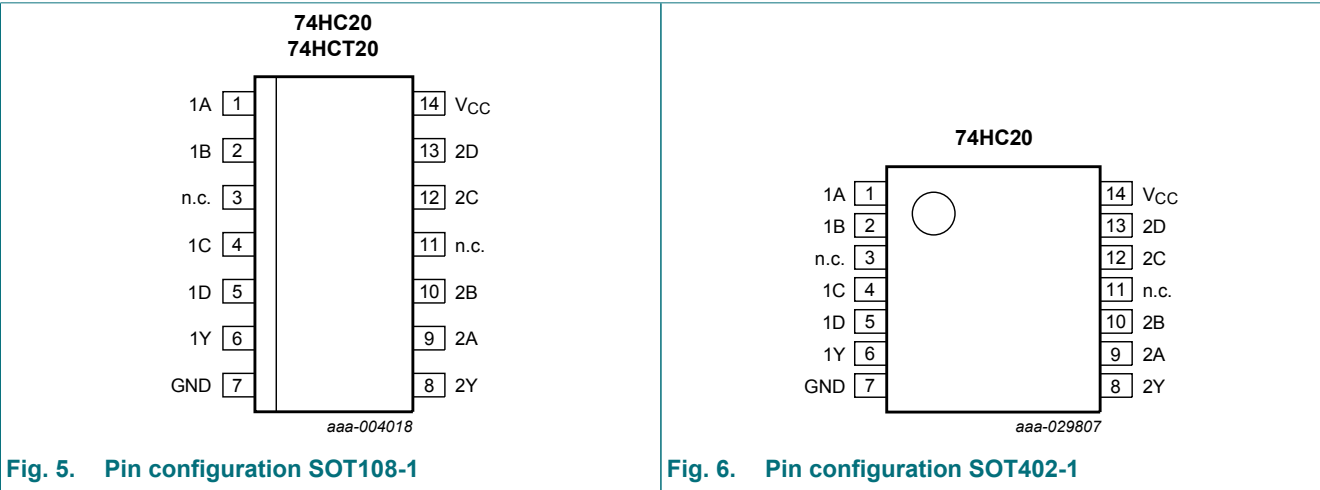 74HC20
74HCT20
1A 1
14 VCC
1B 2
13 2D
n.c. 3
12 2C
1C 4
11 n.c.
1D 5
10 2B
1Y 6
9 2A
GND 7
8 2Y
aaa-004018
Fig. 5. Pin configuration SOT108-1
74HC20
1A 1
14 VCC
1B 2
13 2D
n.c. 3
12 2C
1C 4
11 n.c.
1D 5
10 2B
1Y 6
9 2A
GND 7
8 2Y
aaa-029807
Fig. 6. Pin configuration SOT402-1